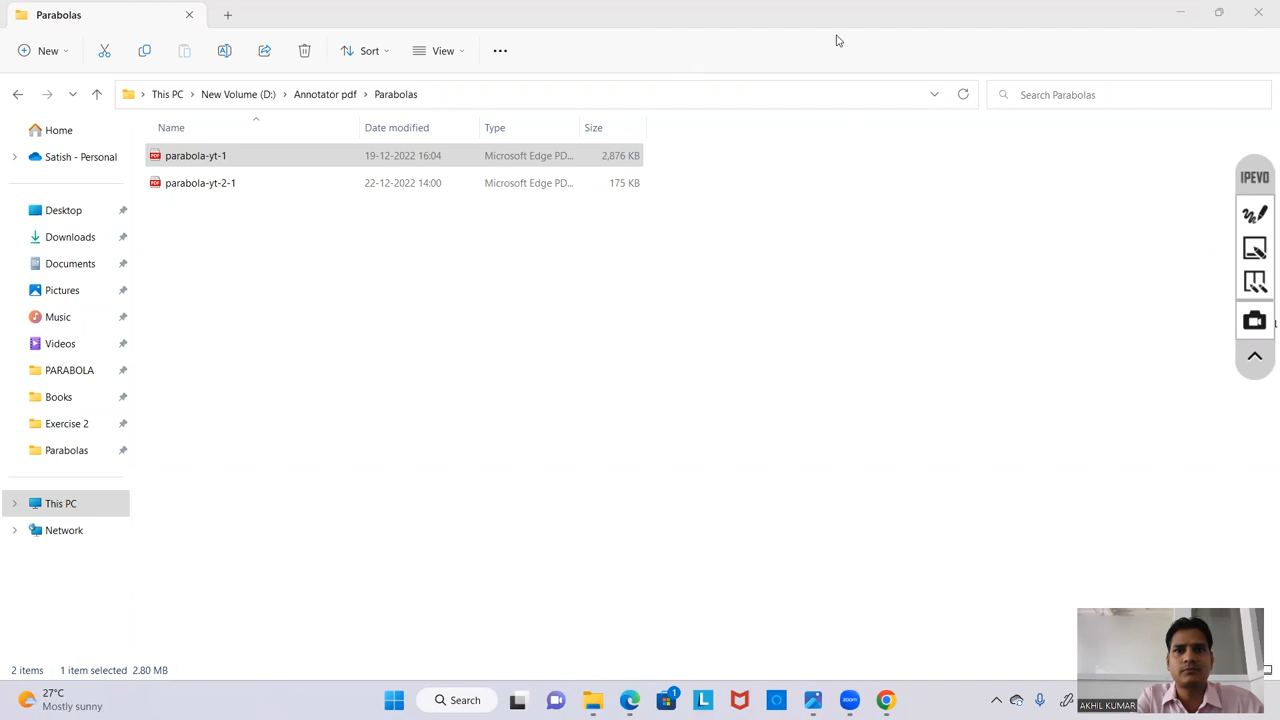 Parabolas
New
Sort
View
This PC
New Volume (D:)
Annotator pdf
Parabolas
Search Parabolas
Name
Date modified
Type
Size
parabola-yt-1
19-12-2022 16:04
Microsoft Edge PD...
2,876 KB
parabola-yt-2-1
22-12-2022 14:00
Microsoft Edge PD...
175 KB
Home
Satish - Personal
Desktop
Downloads
Documents
Pictures
Music
Videos
PARABOLA
Books
Exercise 2
Parabolas
This PC
Network
IPEVO
2 items
1 item selected 2.80 MB
AKHIL KUMAR
27°C
Mostly sunny
Search
1